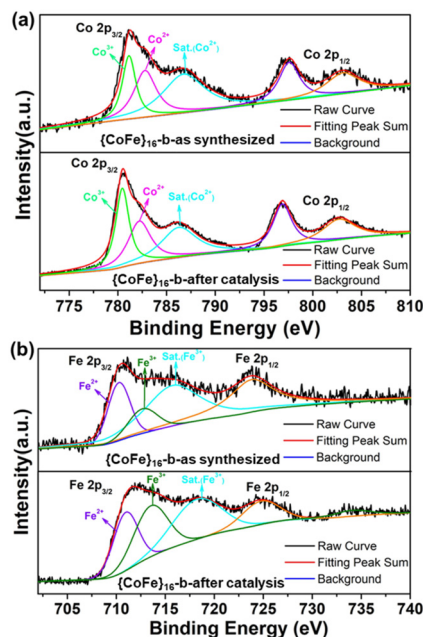 (a)
Co 2p3/2
Co³⁺
Co²⁺
Sat.(Co²⁺)
Co 2p1/2
Raw Curve
Fitting Peak Sum
Background
{CoFe}16-b-as synthesized
Co 2p3/2
Co³⁺
Co²⁺
Sat.(Co²⁺)
Co 2p1/2
Raw Curve
Fitting Peak Sum
Background
{CoFe}16-b-after catalysis
Intensity(a.u.)
775 780 785 790 795 800 805 810
Binding Energy (eV)
(b)
Fe 2p3/2
Fe²⁺
Fe³⁺
Sat.(Fe³⁺)
Fe 2p1/2
Raw Curve
Fitting Peak Sum
Background
{CoFe}16-b-as synthesized
Fe 2p3/2
Fe²⁺
Fe³⁺
Sat.(Fe³⁺)
Fe 2p1/2
Raw Curve
Fitting Peak Sum
Background
{CoFe}16-b-after catalysis
Intensity(a.u.)
705 710 715 720 725 730 735 740
Binding Energy (eV)